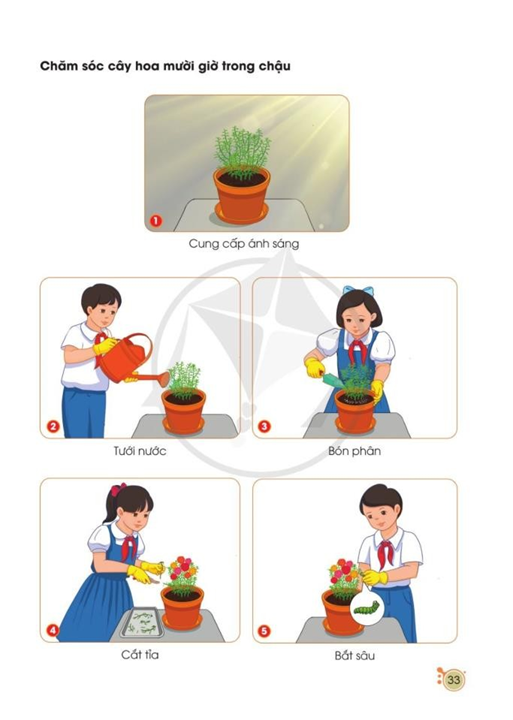 Chăm sóc cây hoa mười giờ trong chậu
1
Cung cấp ánh sáng
2
3
Tưới nước
Bón phân
4
5
Cắt tỉa
Bắt sâu
33